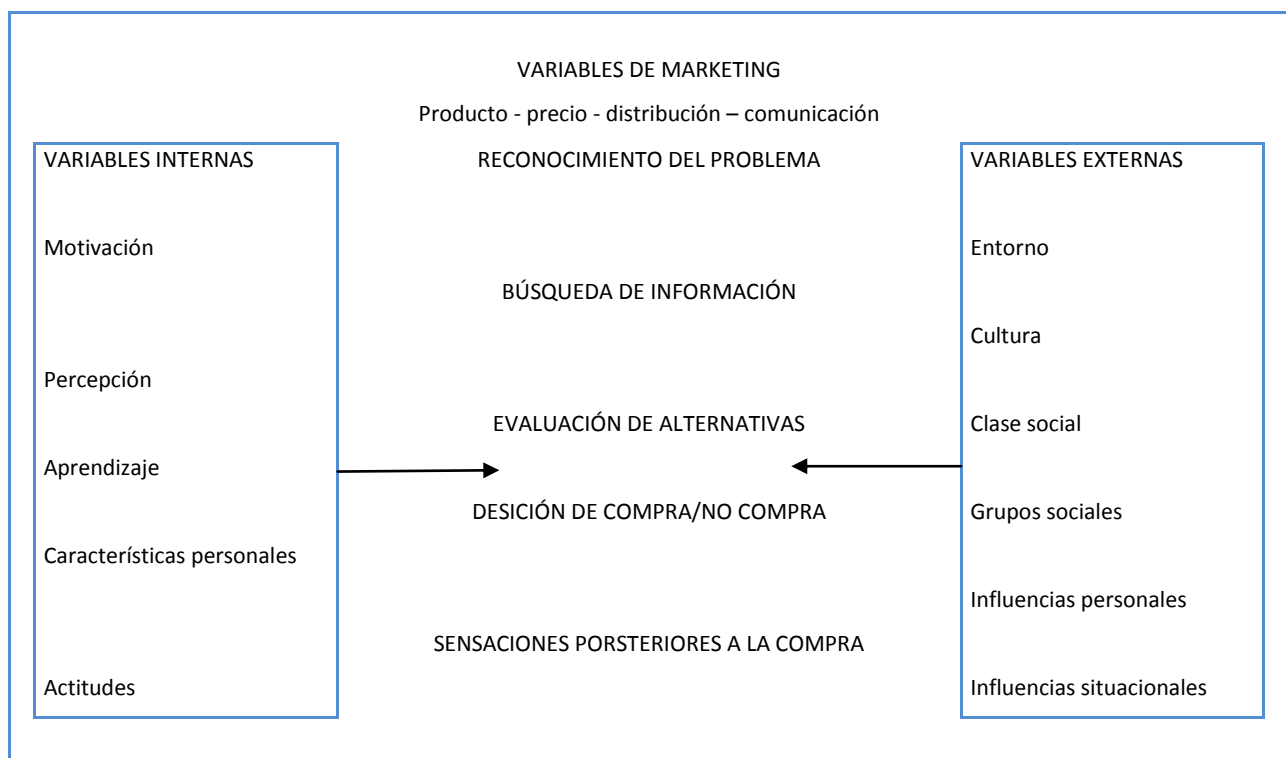 VARIABLES DE MARKETING
Producto - precio - distribución – comunicación
VARIABLES INTERNAS
Motivación
Percepción
Aprendizaje
Característícas personales
Actitudes
RECONOCIMIENTO DEL PROBLEMA
BÚSQUEDA DE INFORMACIÓN
EVALUACIÓN DE ALTERNATIVAS
DESICIÓN DE COMPRA/NO COMPRA
SENSACIONES PORSTERIORES A LA COMPRA
VARIABLES EXTERNAS
Entorno
Cultura
Clase social
Grupos sociales
Influencias personales
Influencias situacionales